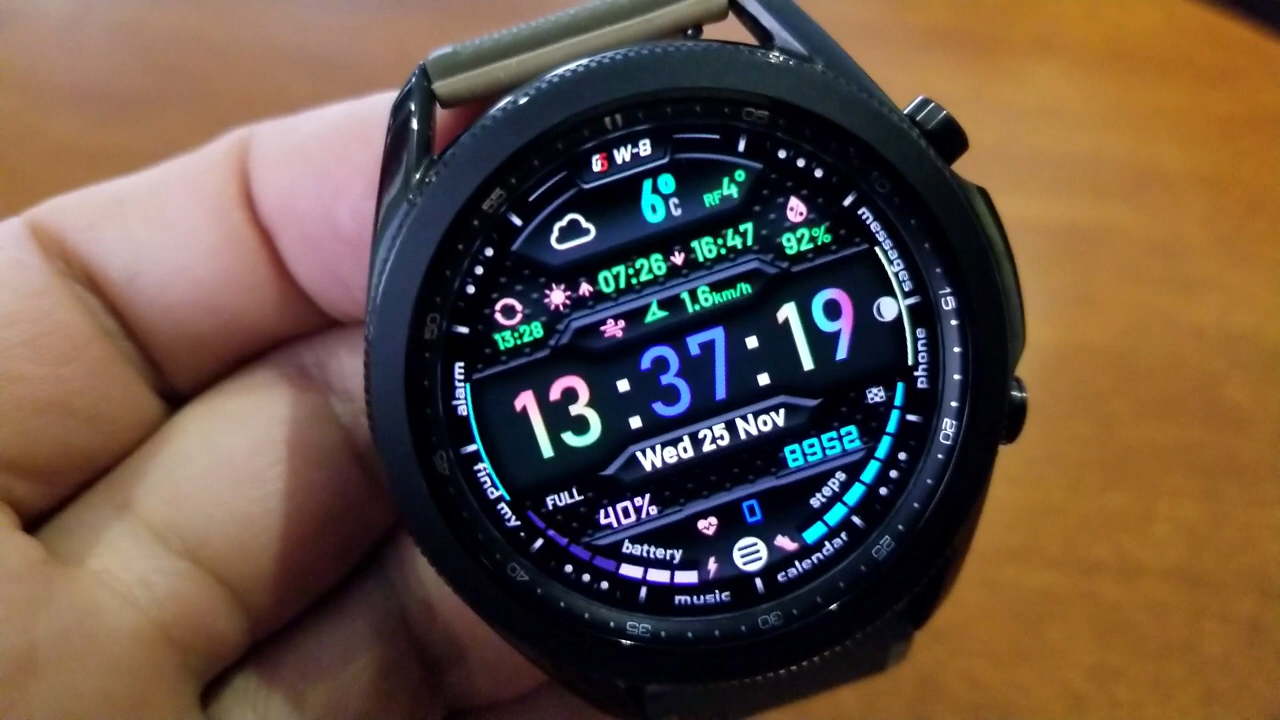 W-8
6°C RF4°
07:26 16:47 92%
13:28 1.6km/h
13:37:19
Wed 25 Nov
8952
steps
FULL
40%
battery
messages
phone
calendar
music
find my
alarm
05
10
15
20
25
30
35
40
45
50
55